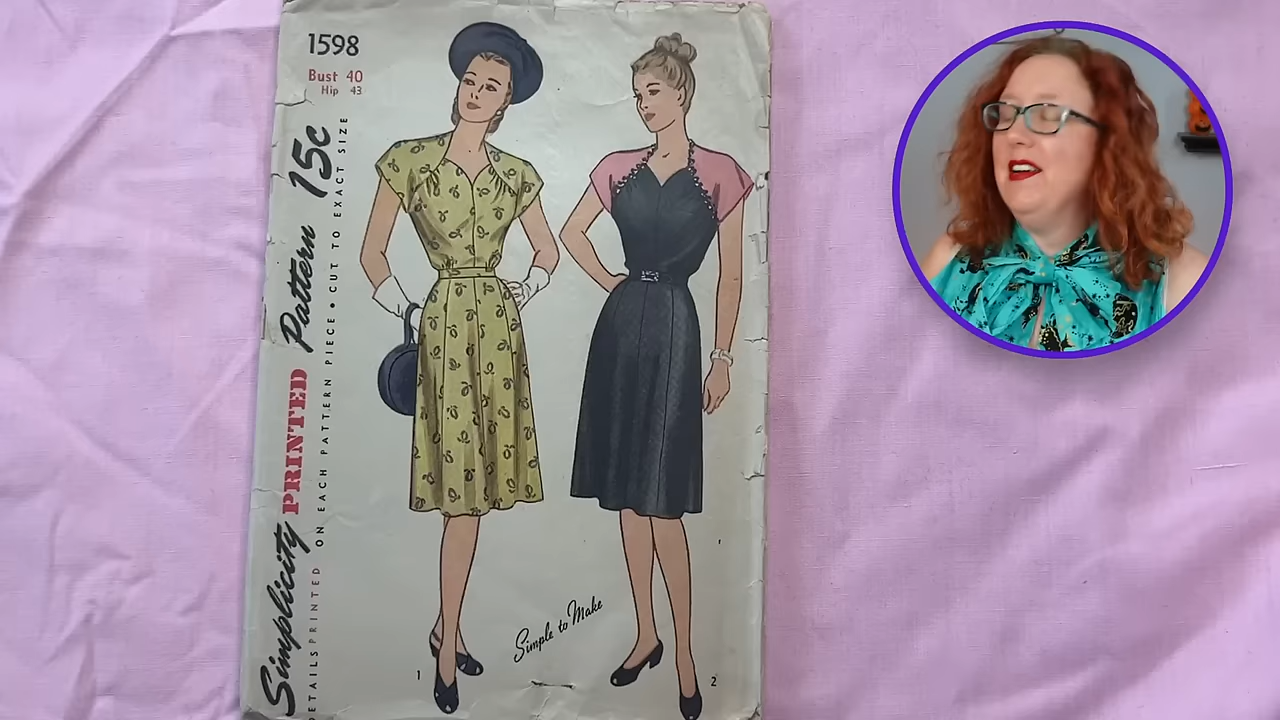 1598
Bust 40
Hip 43
Simplicity PRINTED Pattern 15c
DETAILS PRINTED ON EACH PATTERN PIECE • CUT TO EXACT SIZE
Simple to Make
1
2